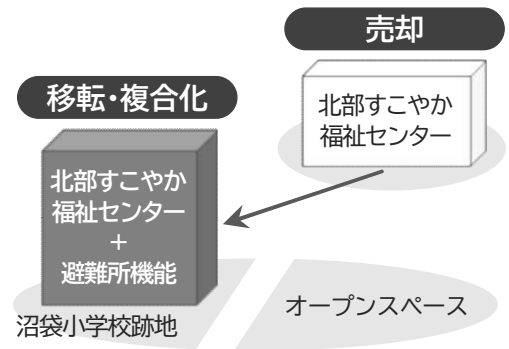 売却
北部すこやか
福祉センター
移転・複合化
北部すこやか
福祉センター
＋
避難所機能
沼袋小学校跡地
オープンスペース